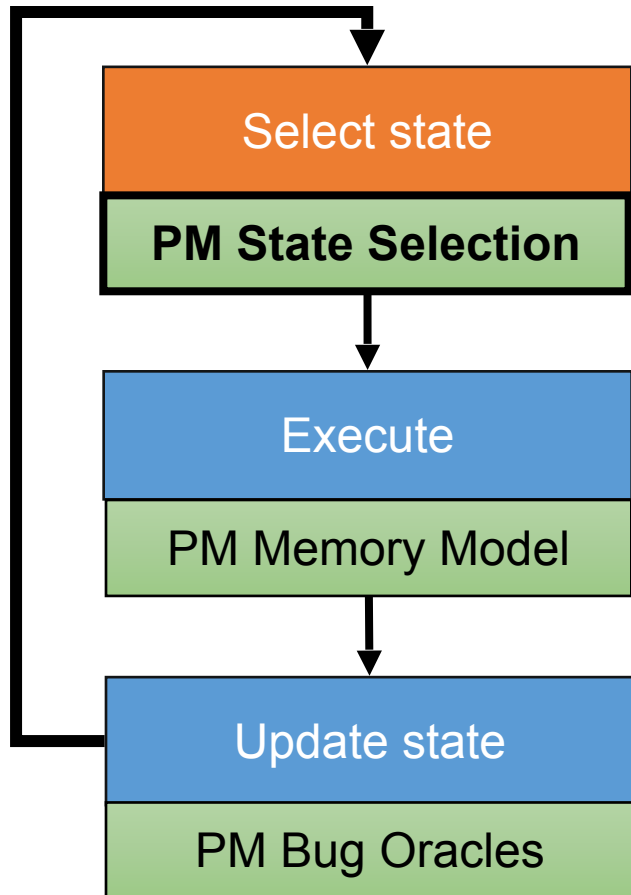 Select state
PM State Selection
Execute
PM Memory Model
Update state
PM Bug Oracles